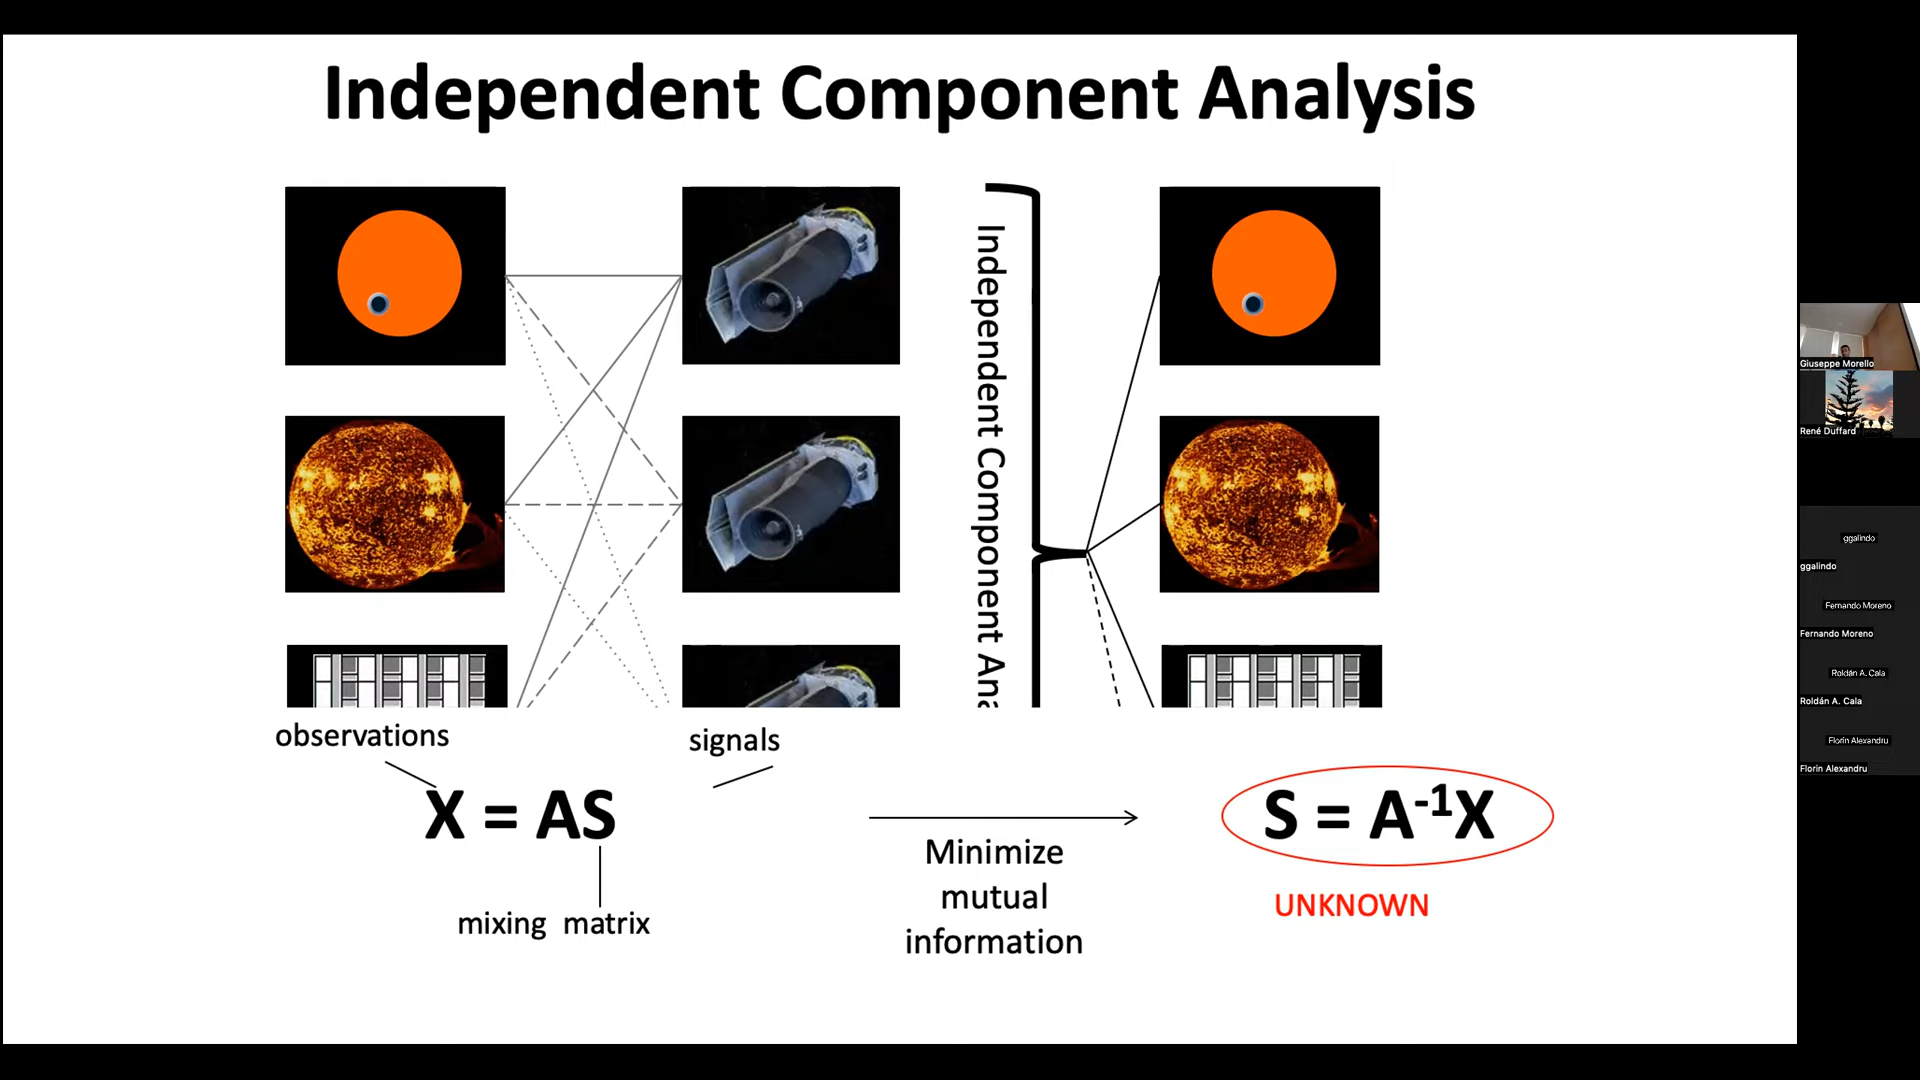 Independent Component Analysis
Independent Component Ana
observations
signals
X = AS
mixing matrix
Minimize
mutual
information
S = A⁻¹X
UNKNOWN
Giuseppe Morello
René Duffard
ggalindo
ggalindo
Fernando Moreno
Fernando Moreno
Roldán A. Cala
Roldán A. Cala
Florin Alexandru
Florin Alexandru